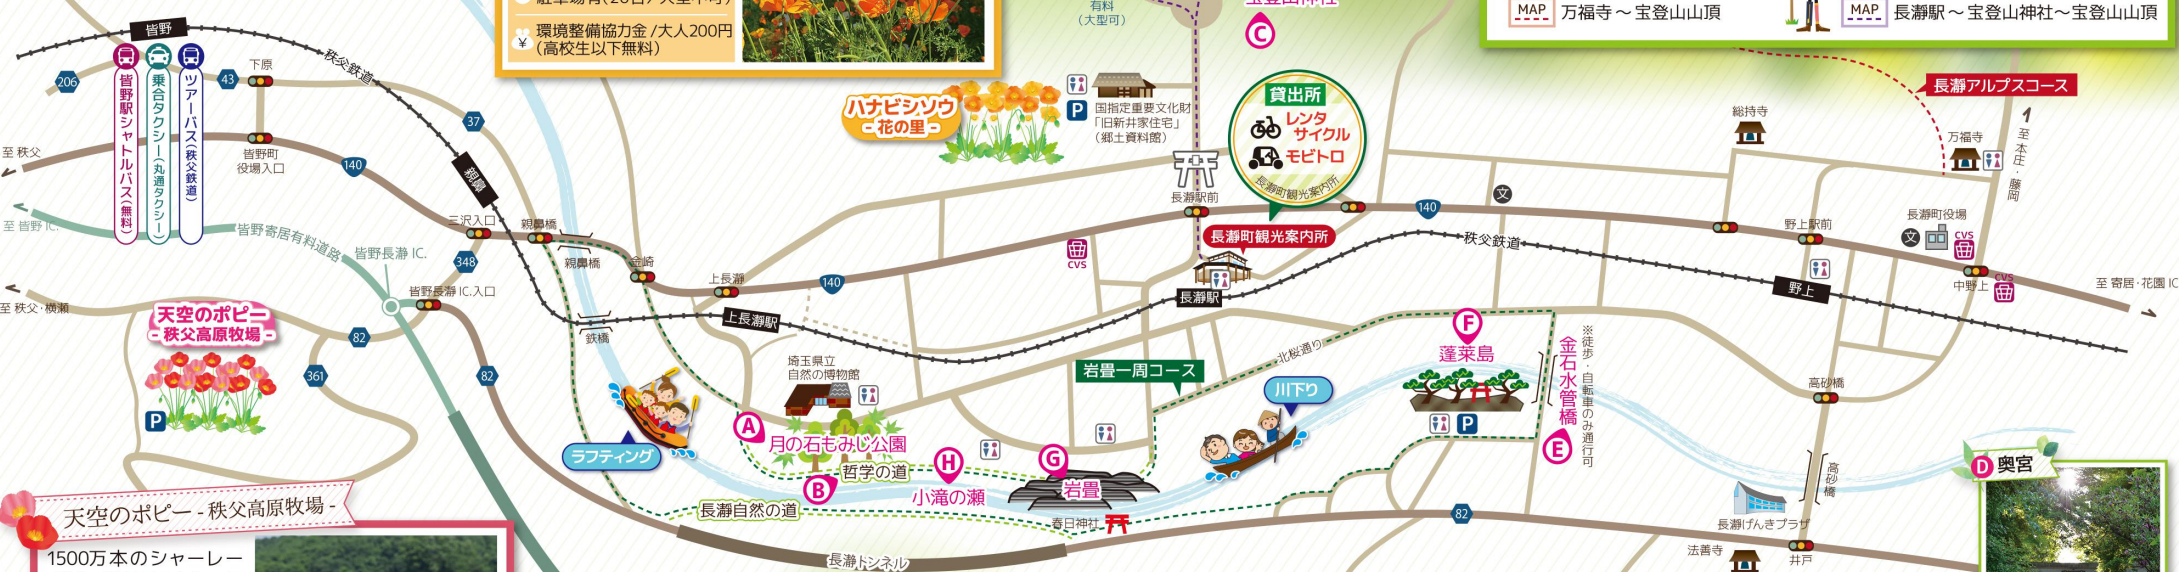 環境整備協力金/大人200円
(高校生以下無料)
有料
(大型可)
C
MAP 万福寺～宝登山山頂
MAP 長瀞駅～宝登山神社～宝登山山頂
皆野
206
皆野駅シャトルバス(無料)
乗合タクシー(丸通タクシー)
ツアーバス(秩父鉄道)
43
下原
秩父鉄道
37
皆野町
役場入口
140
至 秩父
至 皆野IC.
親鼻
三沢入口
親鼻橋
親鼻橋
皆野寄居有料道路
皆野長瀞 IC.
348
皆野長瀞 IC.入口
至 秩父・横瀬
天空のポピー
- 秩父高原牧場 -
P
82
361
82
金崎
上長瀞
140
上長瀞駅
鉄橋
ハナビシソウ
- 花の里 -
P
国指定重要文化財
「旧新井家住宅」
(郷土資料館)
貸出所
レンタ
サイクル
モビトロ
長瀞町観光案内所
長瀞駅前
長瀞町観光案内所
CVS
長瀞駅
140
文
秩父鉄道
長瀞アルプスコース
総持寺
万福寺
至 本庄・藤岡
長瀞町役場
文
CVS
野上駅前
野上
CVS
中野上
至 寄居・花園 IC
埼玉県立
自然の博物館
A
月の石もみじ公園
B
哲学の道
H
小滝の瀬
G
岩畳
岩畳一周コース
北桜通り
川下り
F
蓬莱島
P
金石水管橋
E
※徒歩・自転車のみ通行可
ラフティング
長瀞自然の道
春日神社
長瀞トンネル
82
高砂橋
高砂橋
長瀞げんきプラザ
法善寺
井戸
D 奥宮
天空のポピー - 秩父高原牧場 -
1500万本のシャーレー